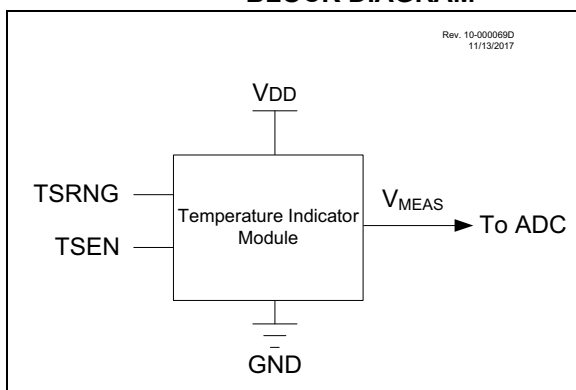 BLOCK DIAGRAM
Rev. 10-000069D
11/13/2017
VDD
TSRNG
TSEN
Temperature Indicator
Module
VMEAS
To ADC
GND